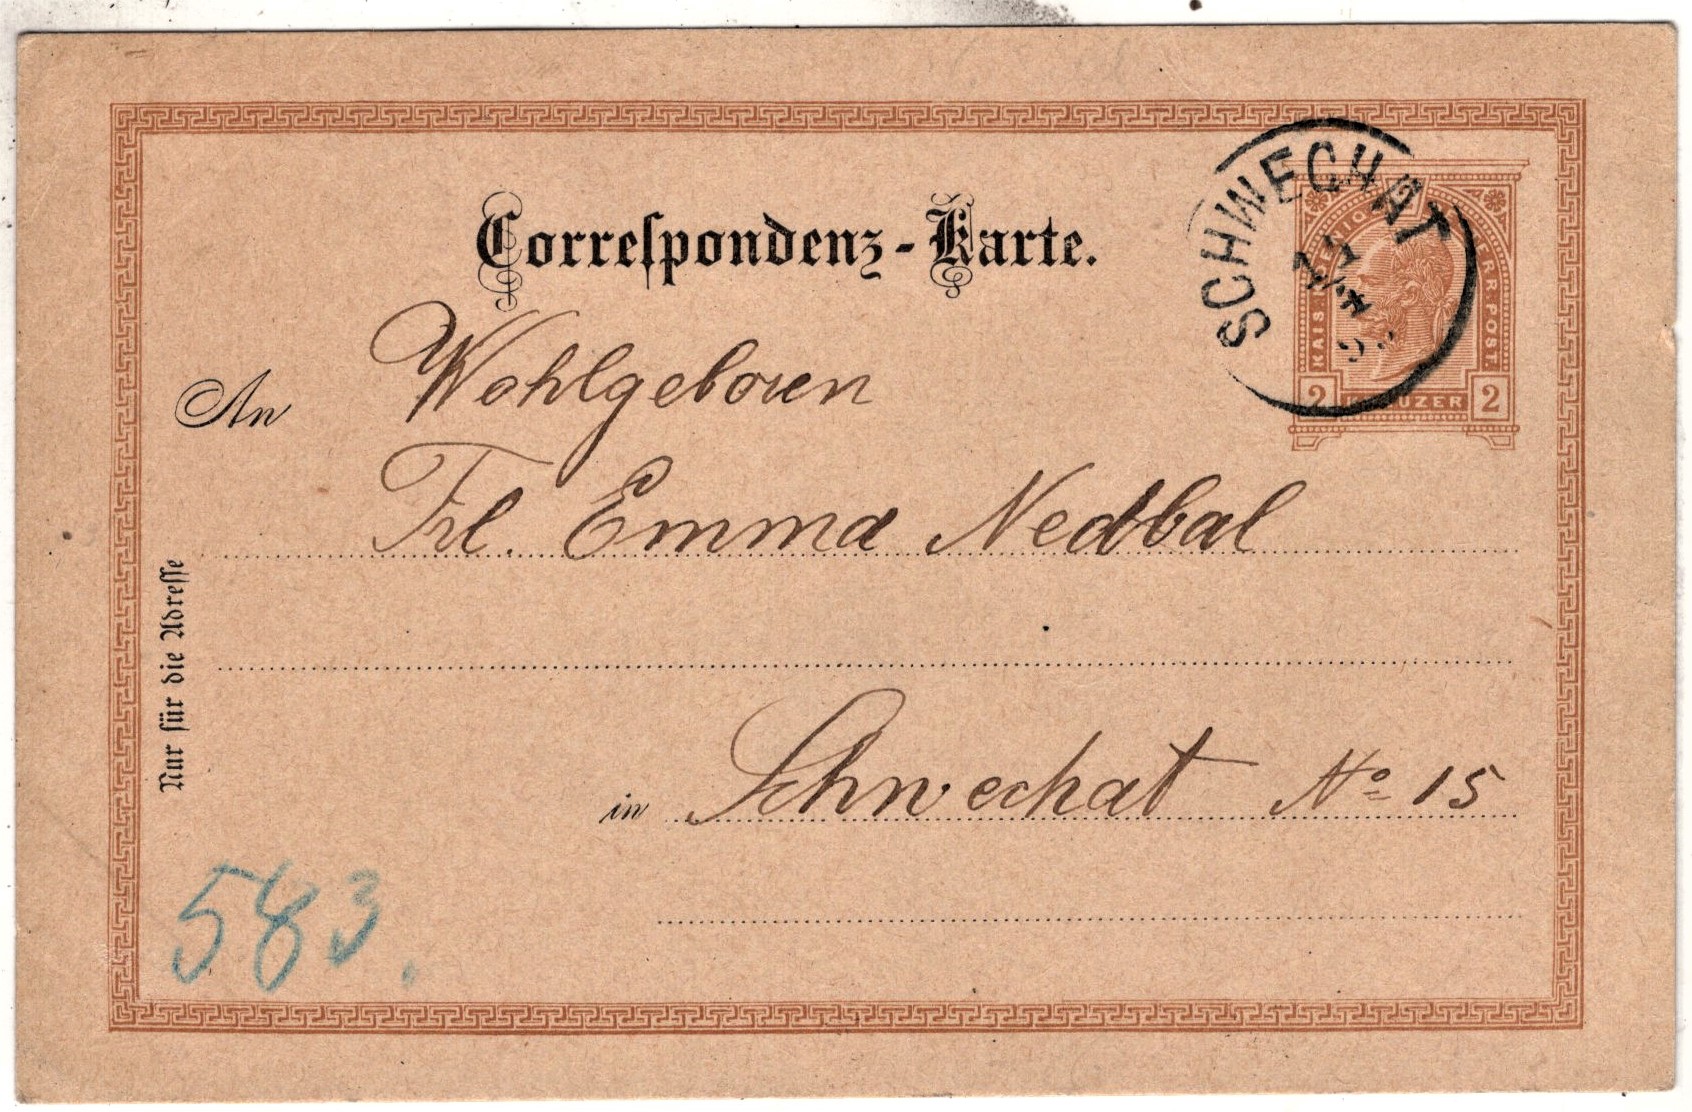 Correſpondenz-Karte.
SCHWECHAT
KAIS. KÖNIGL. ÖSTERR. POST.
2 KREUZER 2
An
Wohlgeboren
Frl. Emma Nedbal
in Schwechat No 15
Nur für die Adreſſe
583.